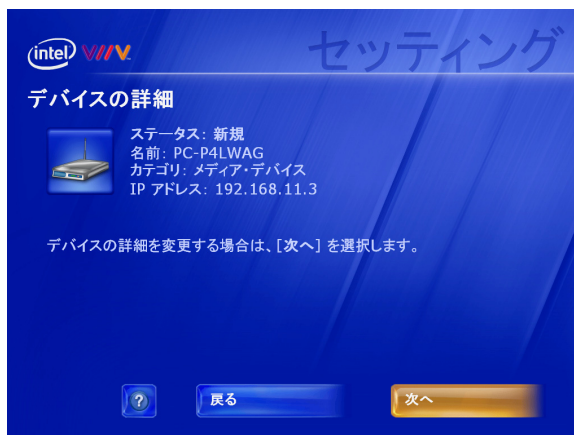 intel VIIV
セッティング
デバイスの詳細
ステータス: 新規
名前: PC-P4LWAG
カテゴリ: メディア・デバイス
IP アドレス: 192.168.11.3
デバイスの詳細を変更する場合は、[次へ] を選択します。
?
戻る
次へ